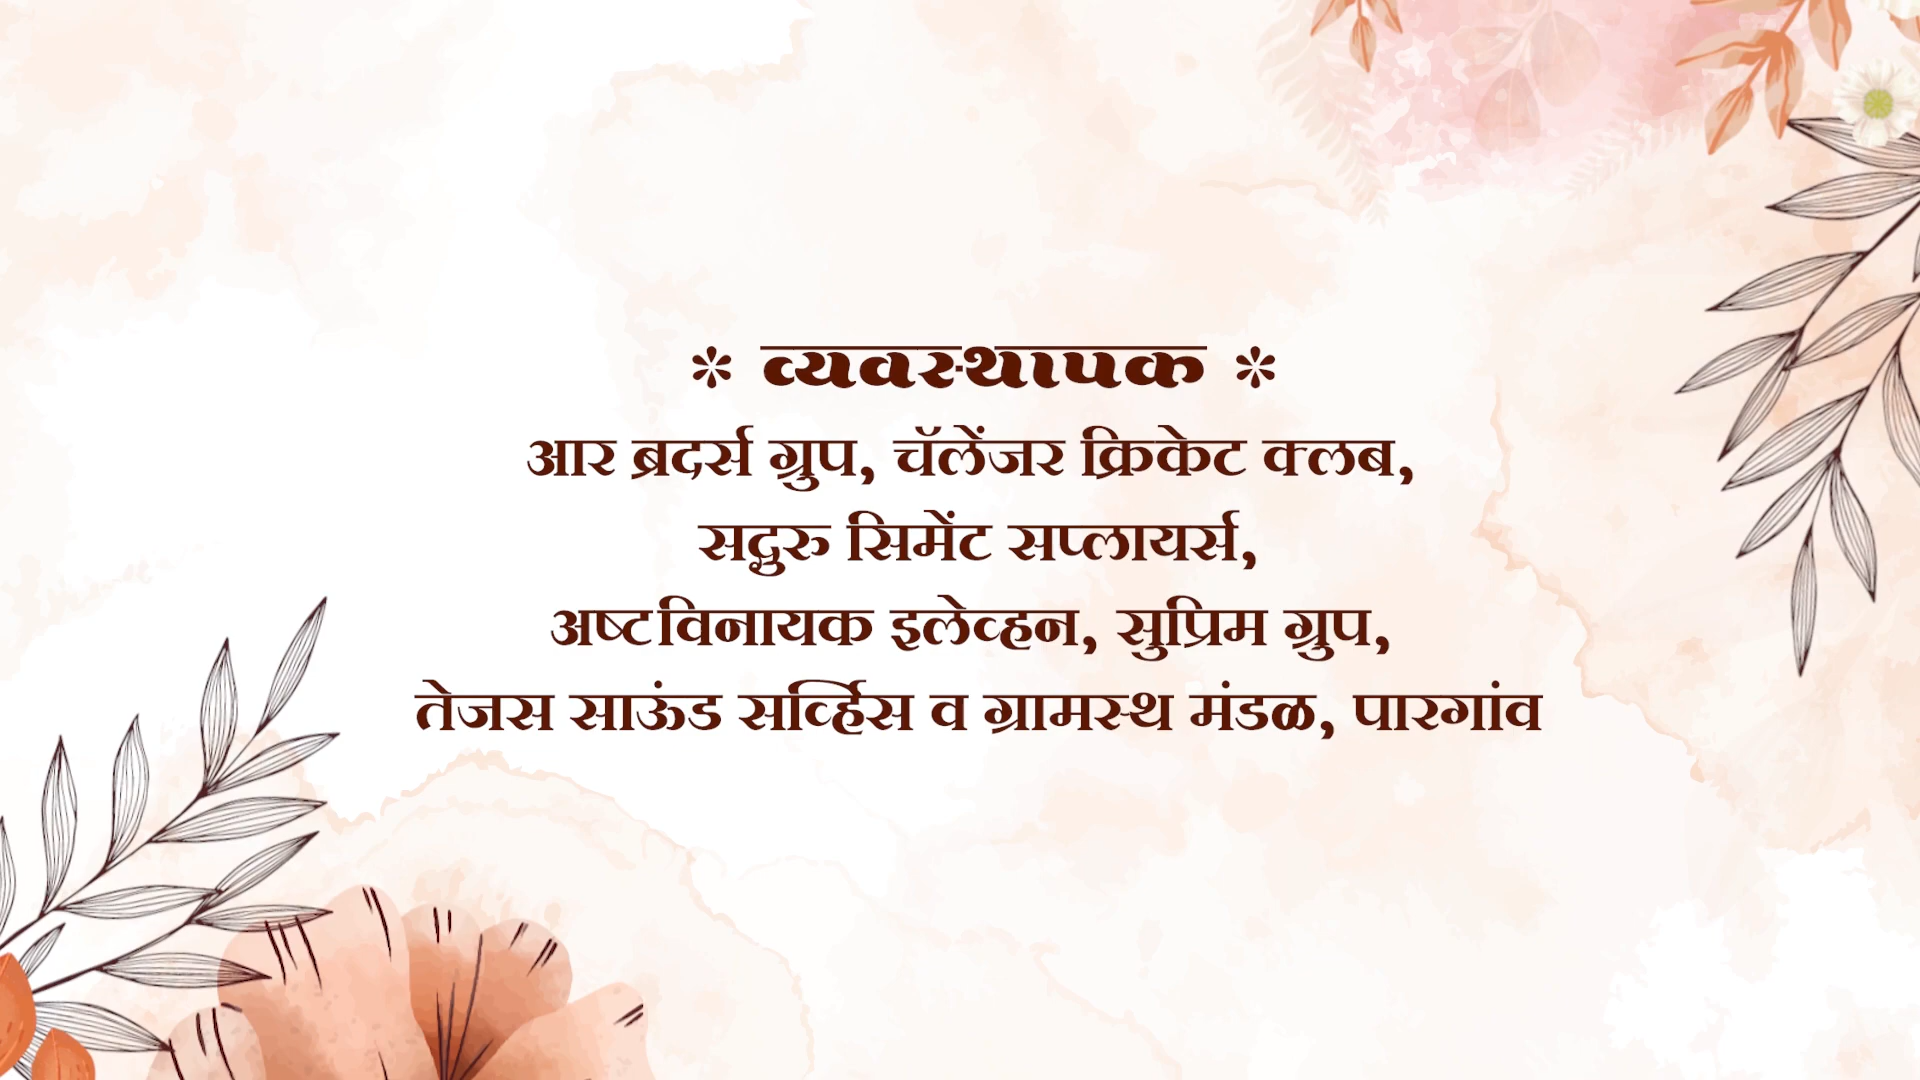 * व्यवस्थापक *
आर ब्रदर्स ग्रुप, चॅलेंजर क्रिकेट क्लब,
सद्गुरु सिमेंट सप्लायर्स,
अष्टविनायक इलेव्हन, सुप्रिम ग्रुप,
तेजस साऊंड सर्व्हिस व ग्रामस्थ मंडळ, पारगांव